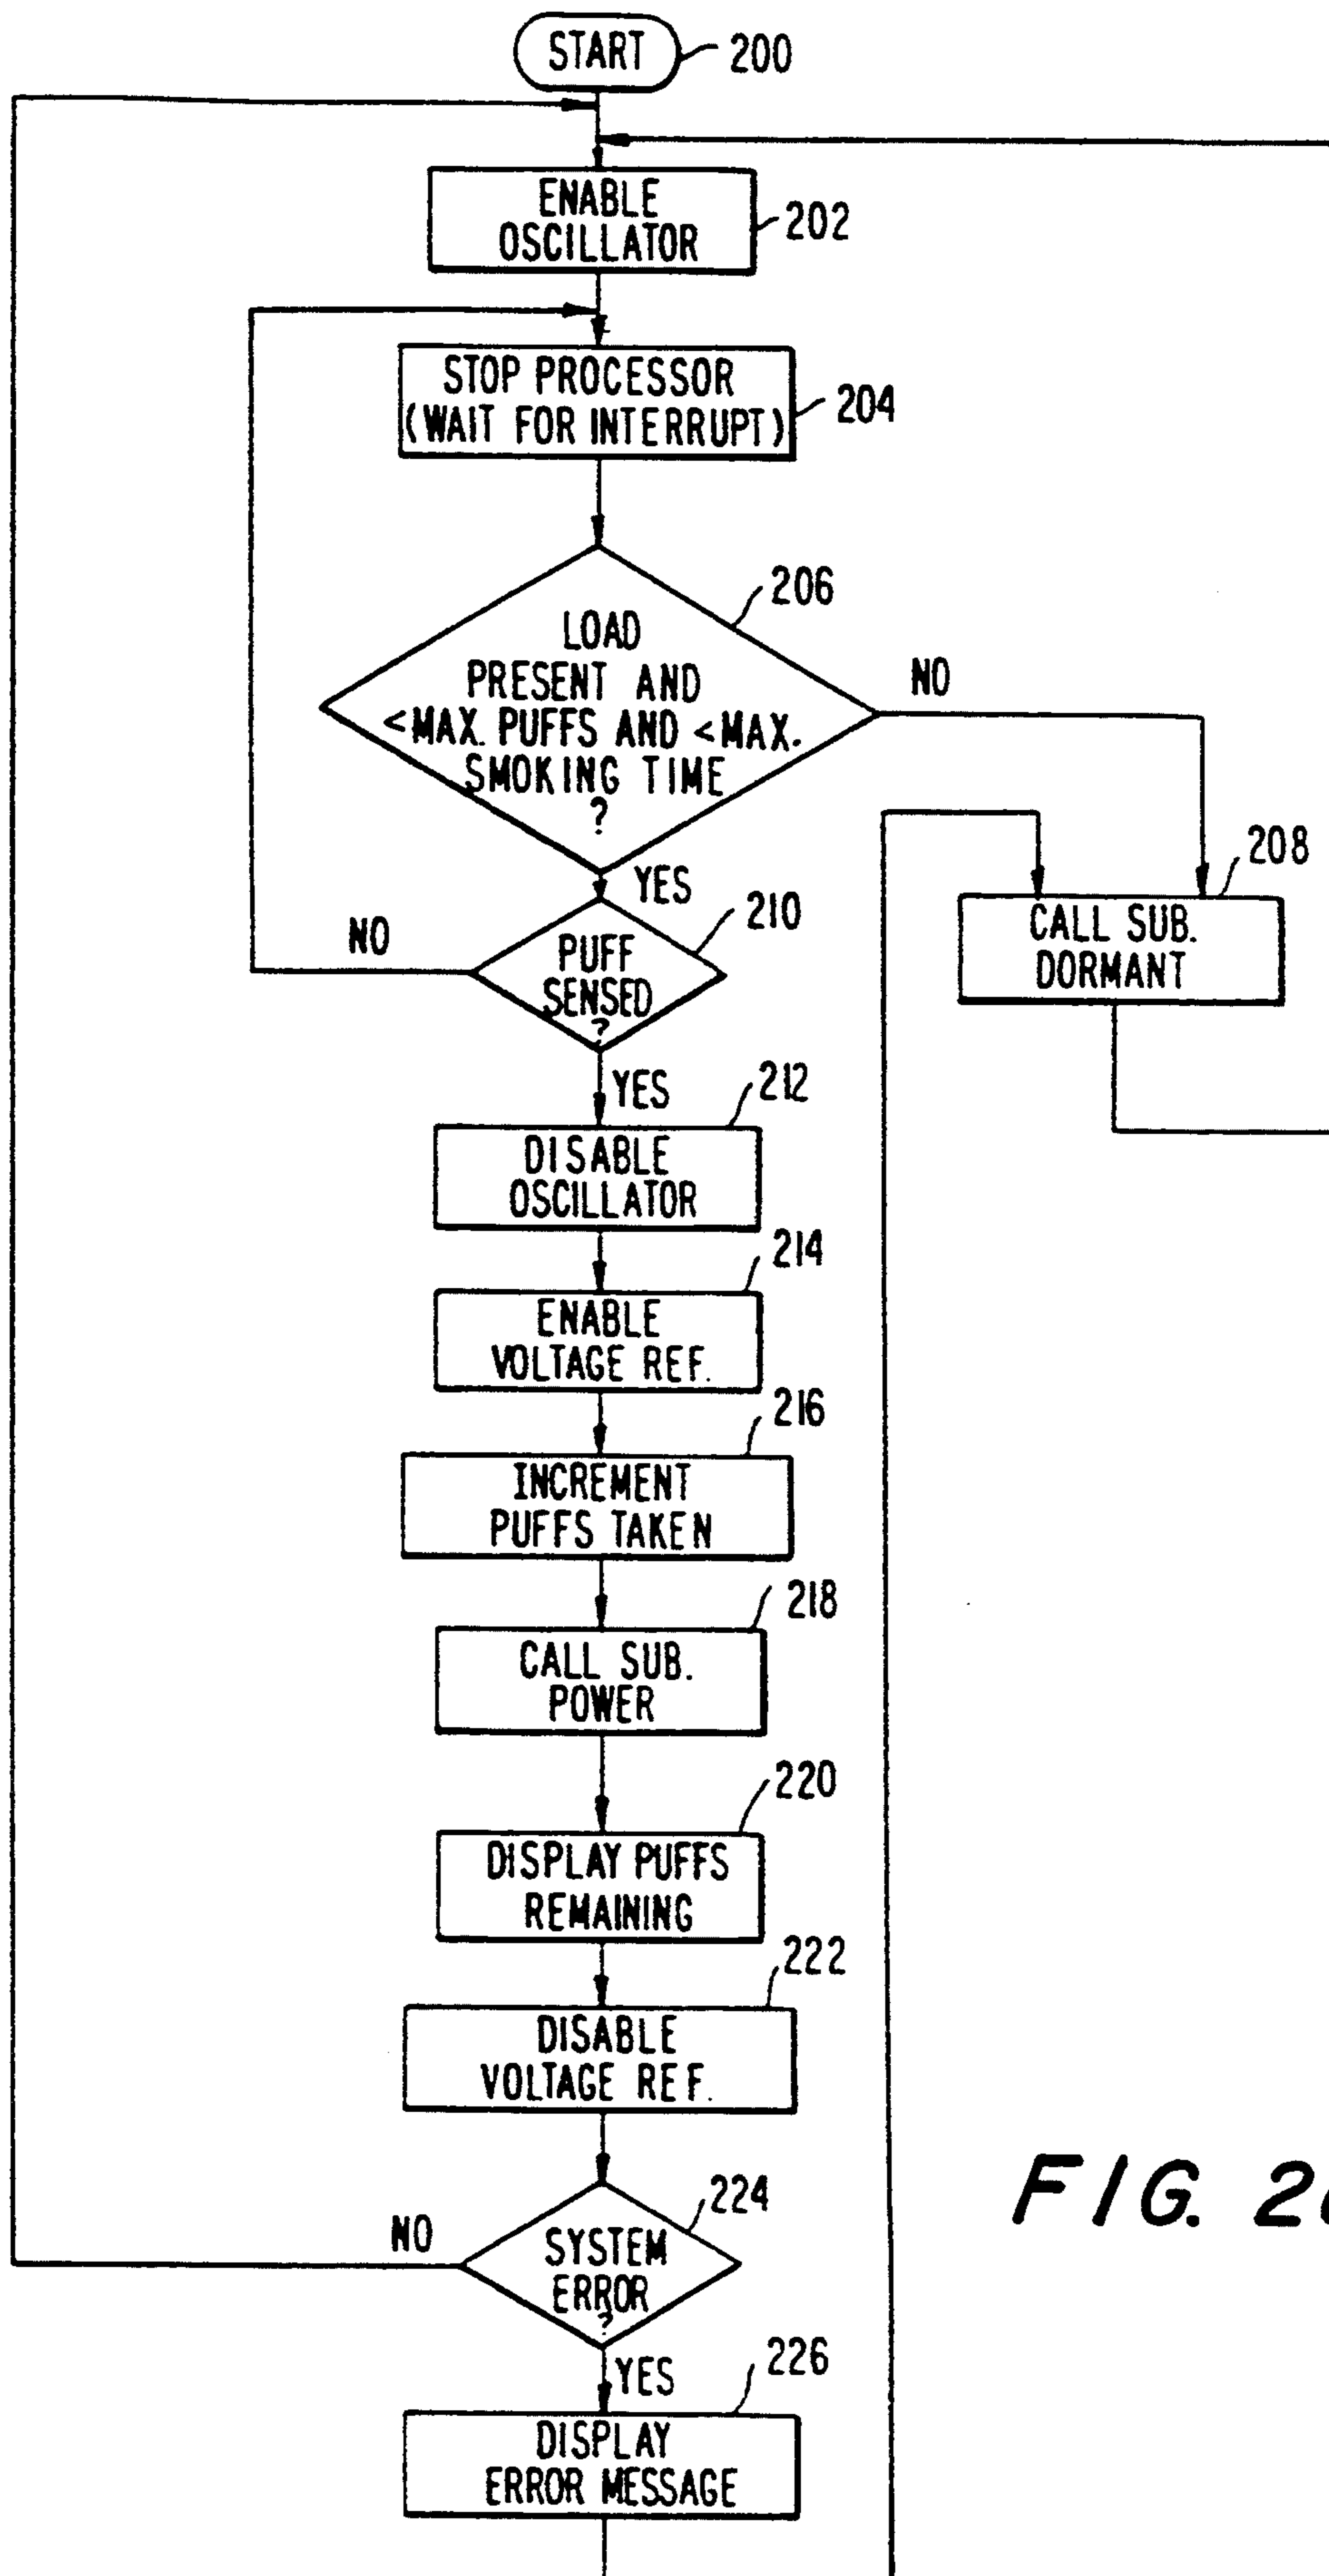 START
200
ENABLE
OSCILLATOR
202
STOP PROCESSOR
(WAIT FOR INTERRUPT)
204
206
LOAD
PRESENT AND
<MAX. PUFFS AND <MAX.
SMOKING TIME
?
NO
YES
208
CALL SUB.
DORMANT
210
NO
PUFF
SENSED
?
YES
212
DISABLE
OSCILLATOR
214
ENABLE
VOLTAGE REF.
216
INCREMENT
PUFFS TAKEN
218
CALL SUB.
POWER
220
DISPLAY PUFFS
REMAINING
222
DISABLE
VOLTAGE REF.
224
NO
SYSTEM
ERROR
?
YES
226
DISPLAY
ERROR MESSAGE
FIG. 2